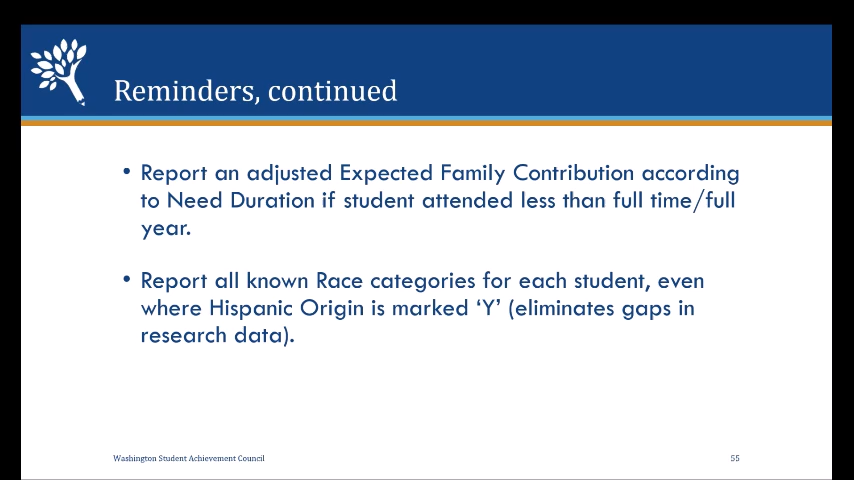 Reminders, continued
• Report an adjusted Expected Family Contribution according
to Need Duration if student attended less than full time/full
year.
• Report all known Race categories for each student, even
where Hispanic Origin is marked ‘Y’ (eliminates gaps in
research data).
Washington Student Achievement Council
55